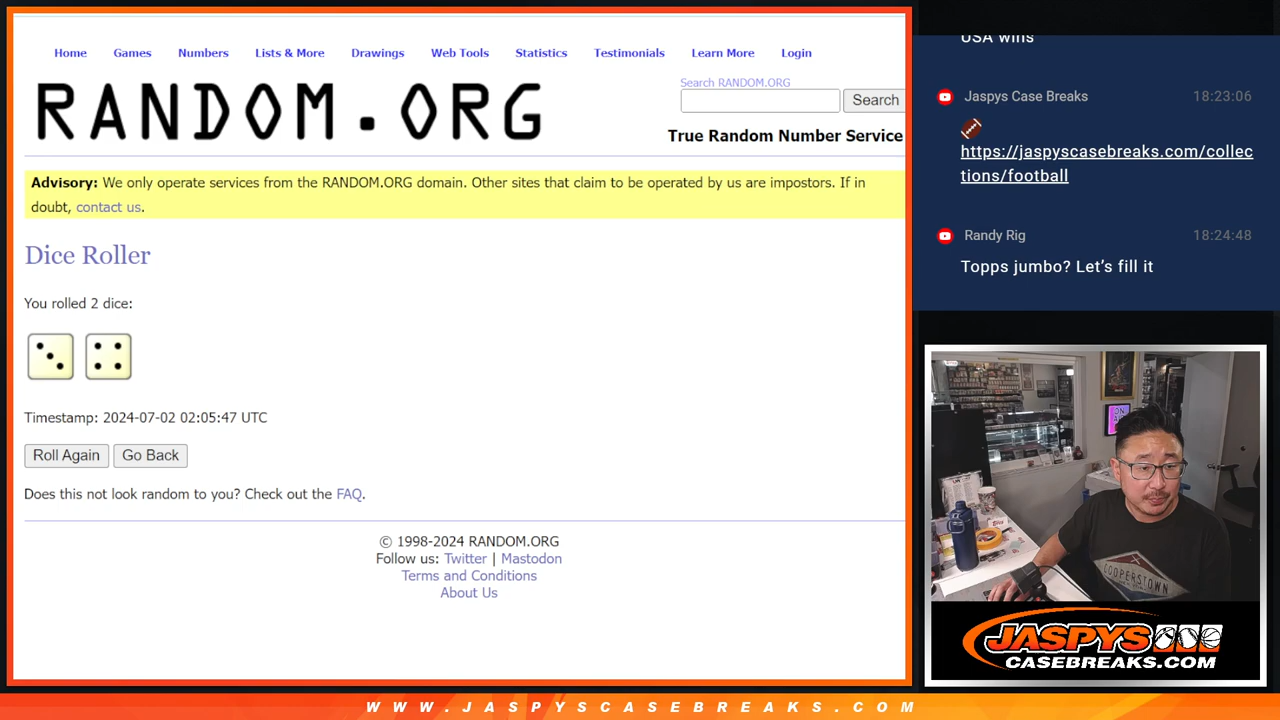 Home Games Numbers Lists & More Drawings Web Tools Statistics Testimonials Learn More Login
RANDOM.ORG
Search RANDOM.ORG
Search
True Random Number Service
Advisory: We only operate services from the RANDOM.ORG domain. Other sites that claim to be operated by us are impostors. If in
doubt, contact us.
Dice Roller
You rolled 2 dice:
Timestamp: 2024-07-02 02:05:47 UTC
Roll Again Go Back
Does this not look random to you? Check out the FAQ.
© 1998-2024 RANDOM.ORG
Follow us: Twitter | Mastodon
Terms and Conditions
About Us
USA wins
Jaspys Case Breaks 18:23:06
🏈
https://jaspyscasebreaks.com/collec
tions/football
Randy Rig 18:24:48
Topps jumbo? Let's fill it
COOPERSTOWN
JASPYS
CASEBREAKS.COM
WWW.JASPYSCASEBREAKS.COM